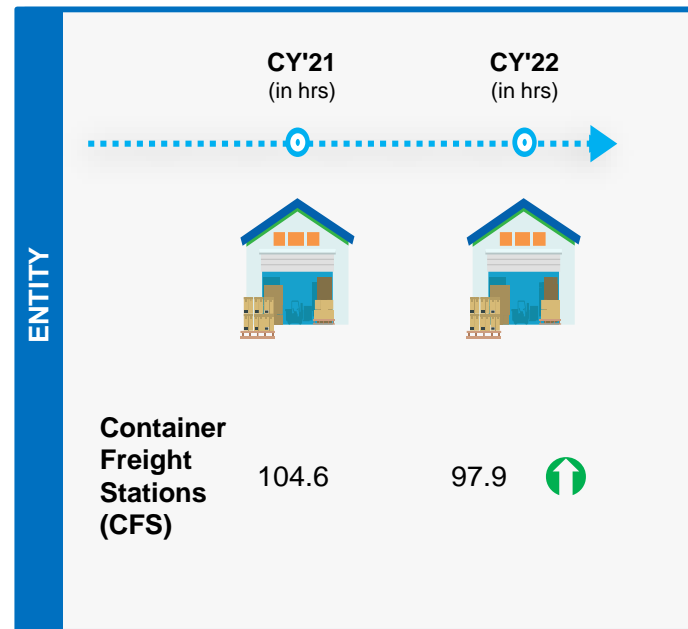 CY'21
(in hrs)
CY'22
(in hrs)
ENTITY
Container
Freight
Stations
(CFS)
104.6
97.9